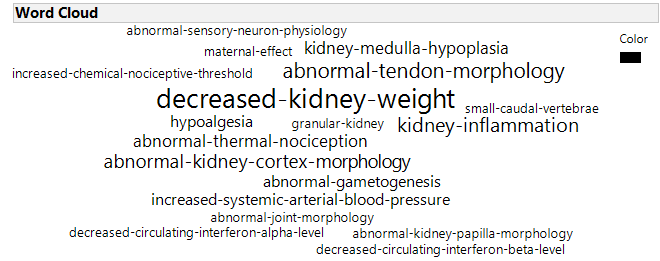 Word Cloud
abnormal-sensory-neuron-physiology
Color
maternal-effect kidney-medulla-hypoplasia
increased-chemical-nociceptive-threshold abnormal-tendon-morphology
decreased-kidney-weight small-caudal-vertebrae
hypoalgesia granular-kidney kidney-inflammation
abnormal-thermal-nociception
abnormal-kidney-cortex-morphology
abnormal-gametogenesis
increased-systemic-arterial-blood-pressure
abnormal-joint-morphology
decreased-circulating-interferon-alpha-level abnormal-kidney-papilla-morphology
decreased-circulating-interferon-beta-level